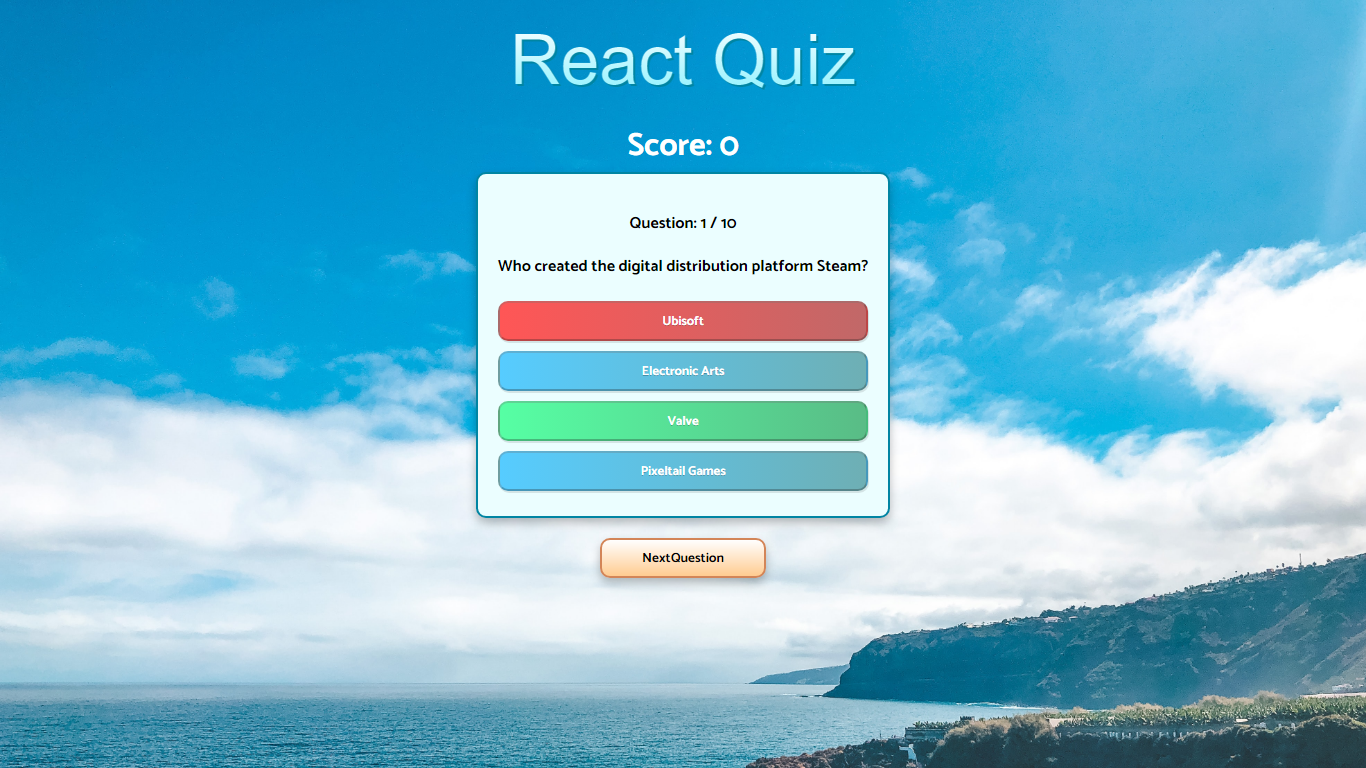 React Quiz
Score: 0
Question: 1 / 10
Who created the digital distribution platform Steam?
Ubisoft
Electronic Arts
Valve
Pixeltail Games
NextQuestion